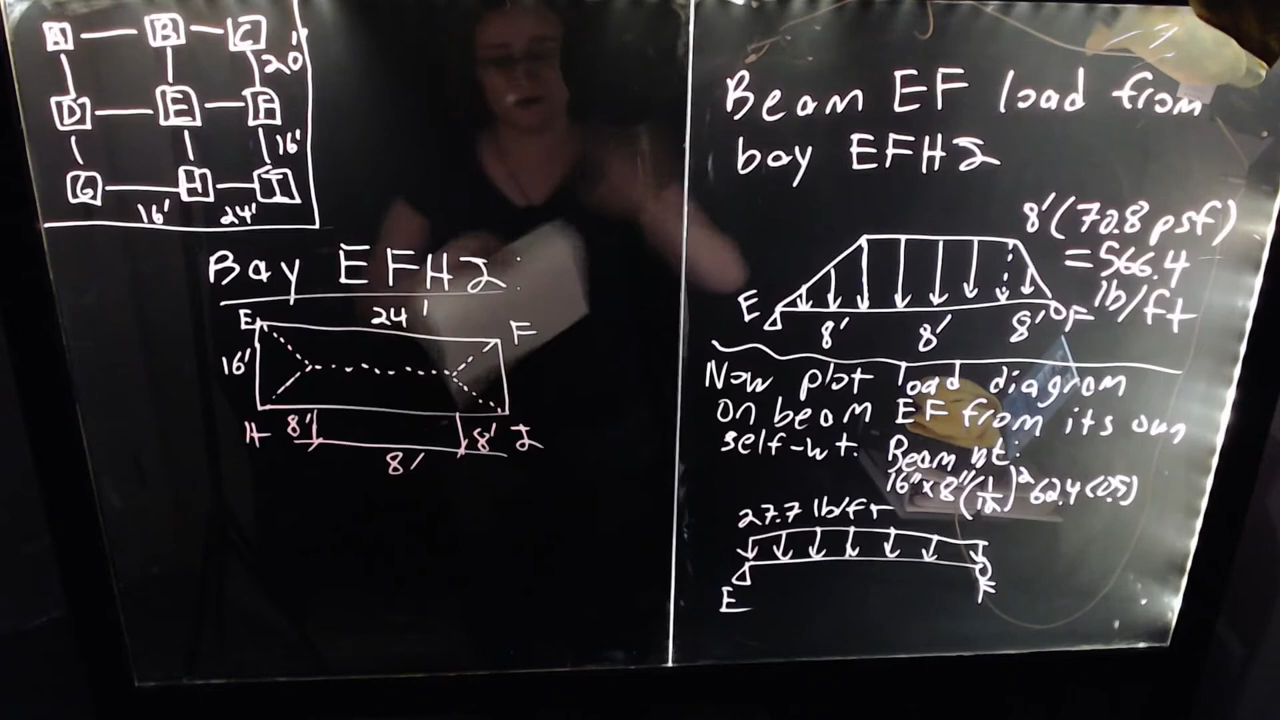 A B C
20'
D E F
16'
G H I
16' 24'
Bay EFHI:
24'
E F
16'
H 8' 8' I
8'
Beam EF load from
bay EFHI
8'(70.8 psf)
= 566.4
lb/ft
E 8' 8' 8' F
Now plot load diagram
on beam EF from its own
self-wt. Beam wt:
16"x8"(1/12)²62.4(0.5)
27.7 lb/ft
E F